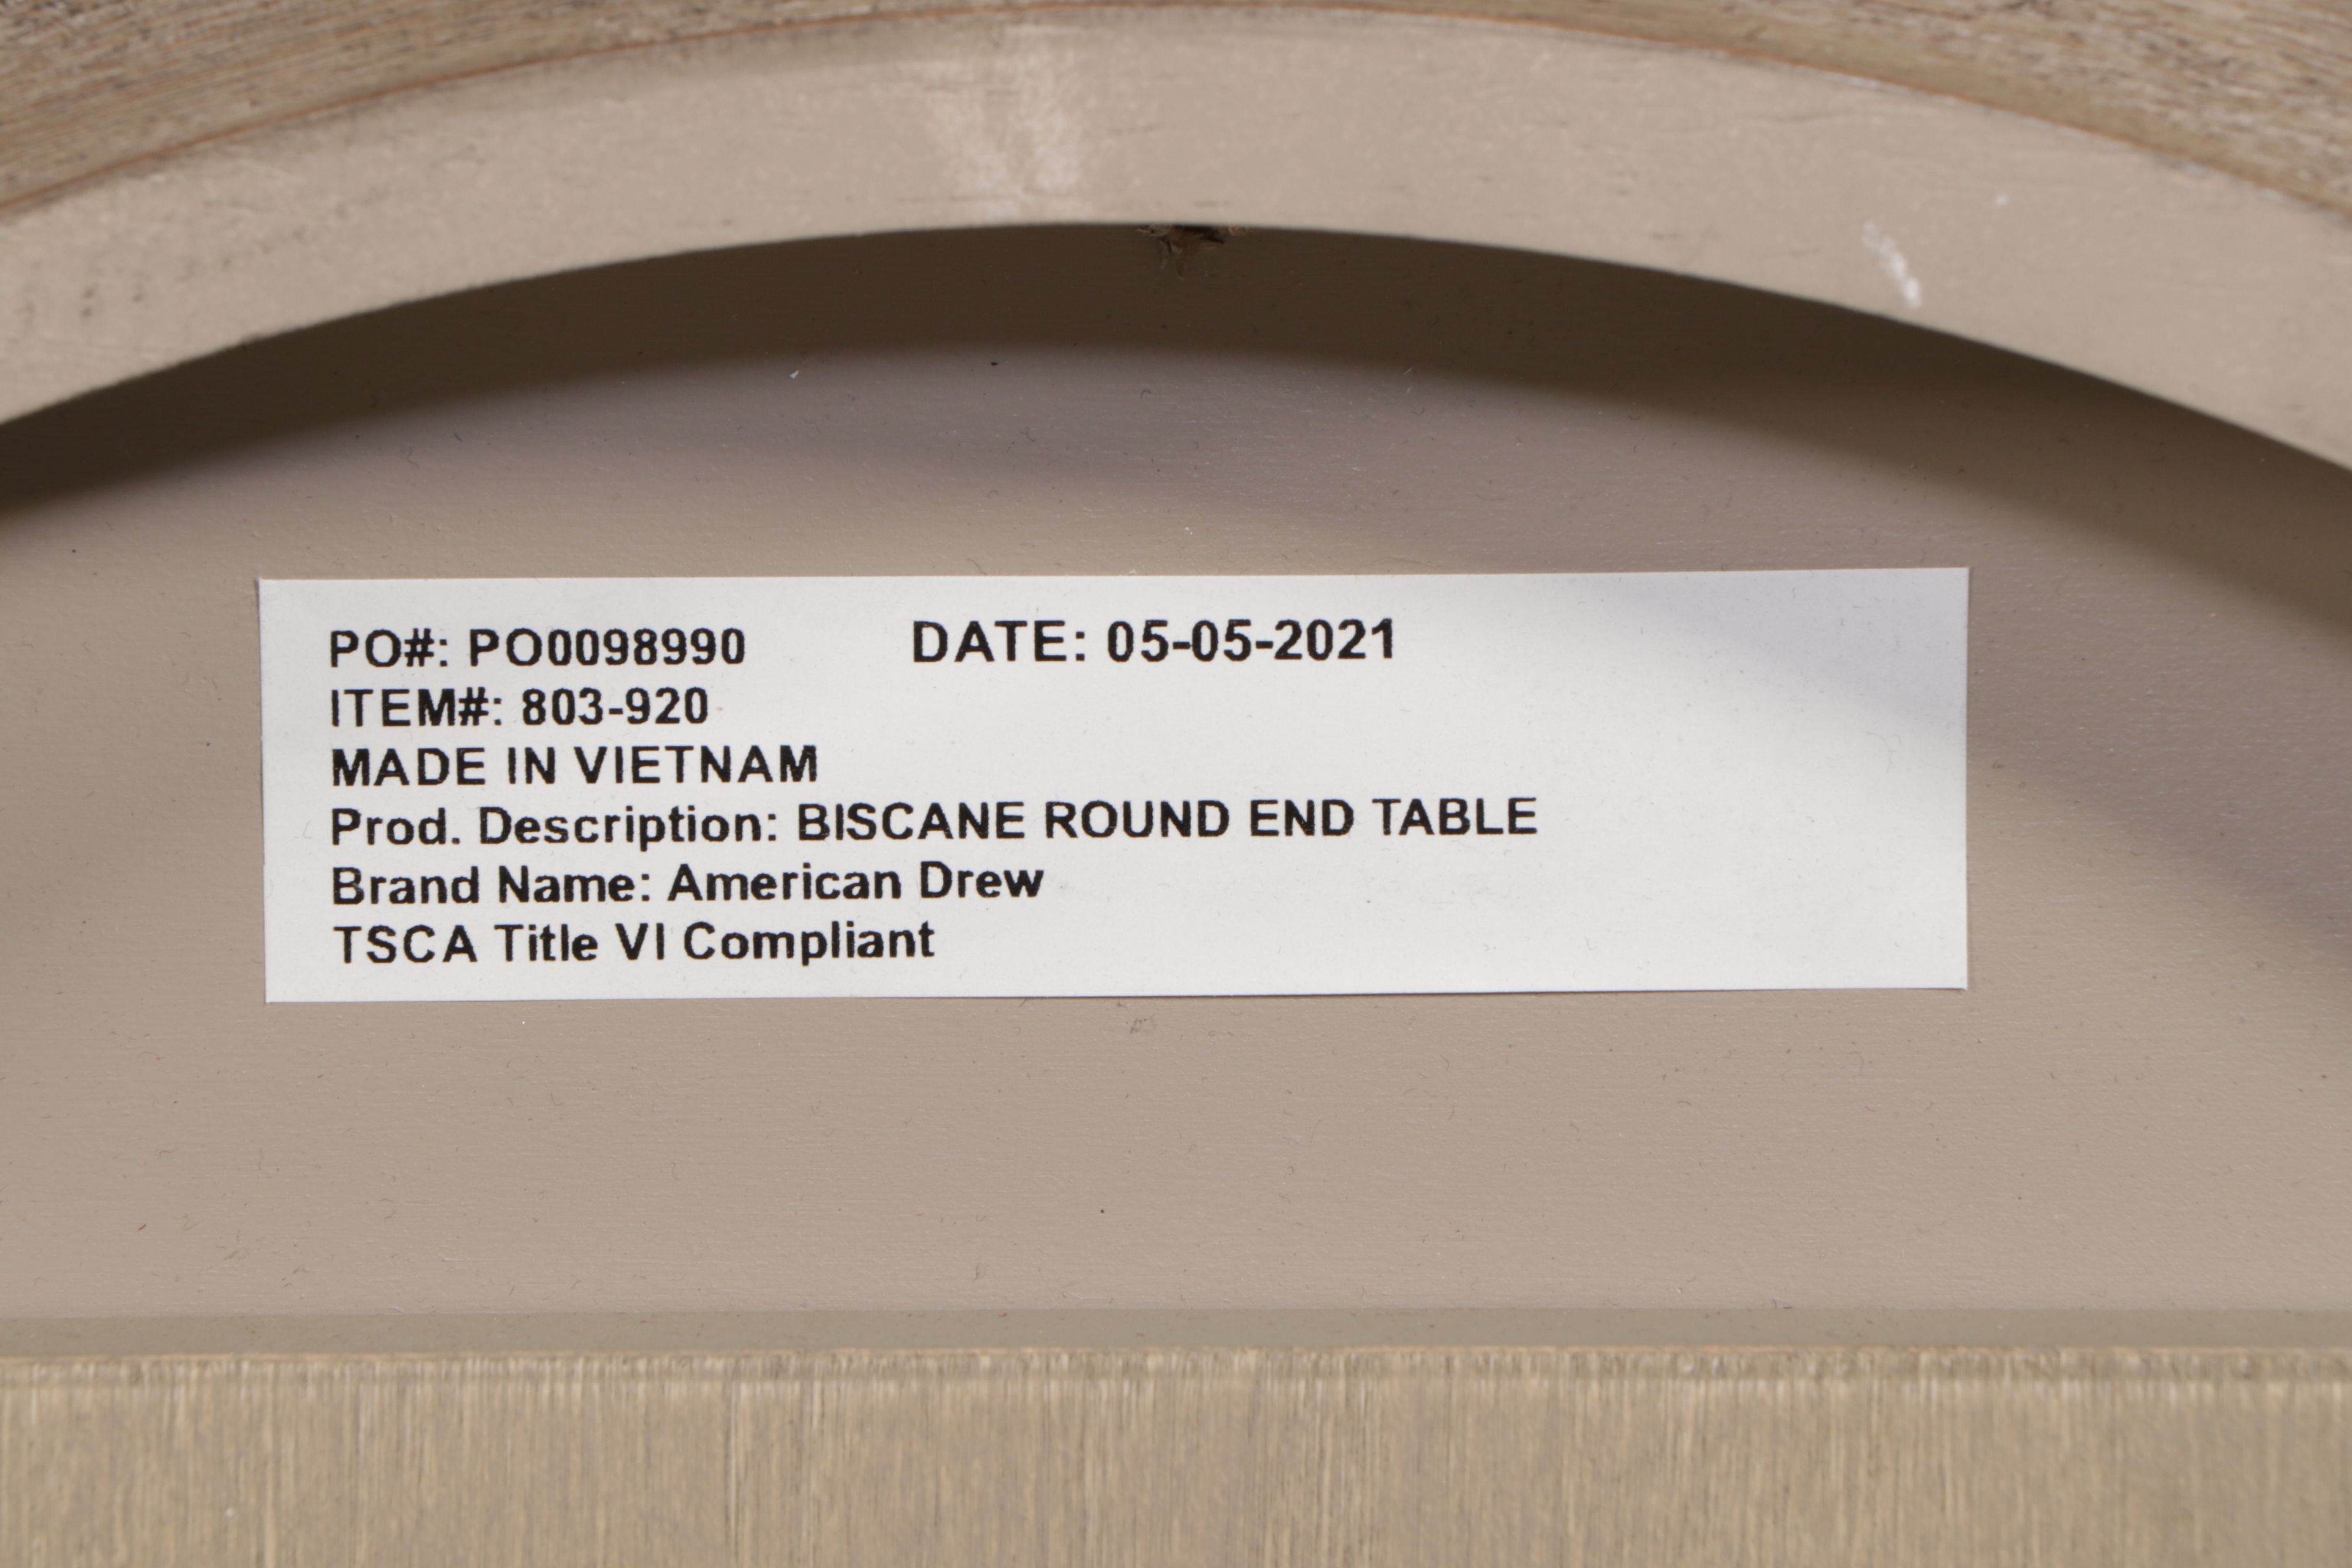 PO#: PO0098990 DATE: 05-05-2021
ITEM#: 803-920
MADE IN VIETNAM
Prod. Description: BISCANE ROUND END TABLE
Brand Name: American Drew
TSCA Title VI Compliant